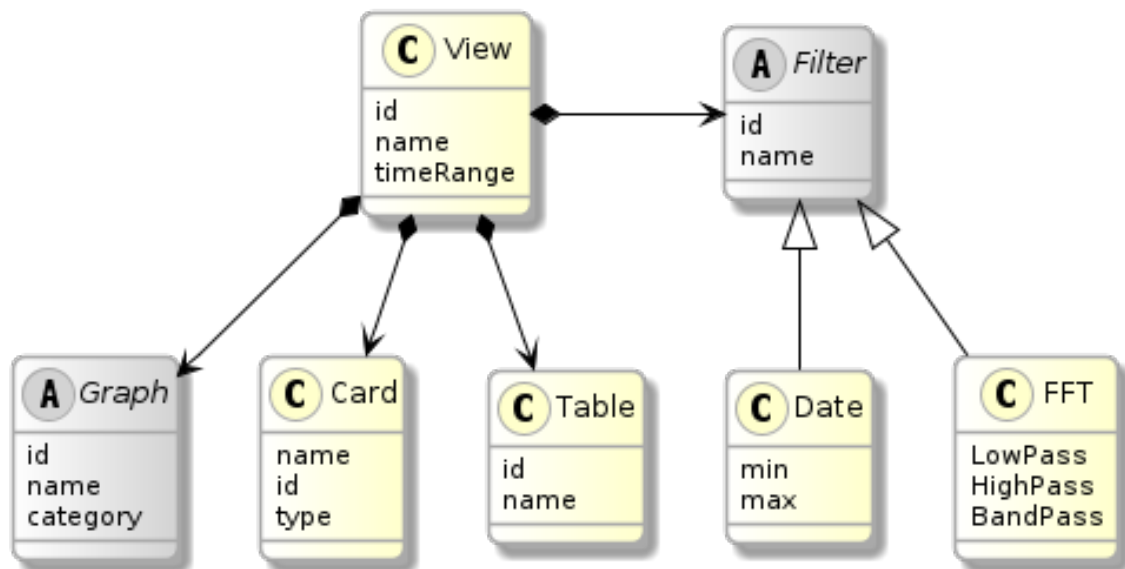 C View
id
name
timeRange
A Filter
id
name
A Graph
id
name
category
C Card
name
id
type
C Table
id
name
C Date
min
max
C FFT
LowPass
HighPass
BandPass